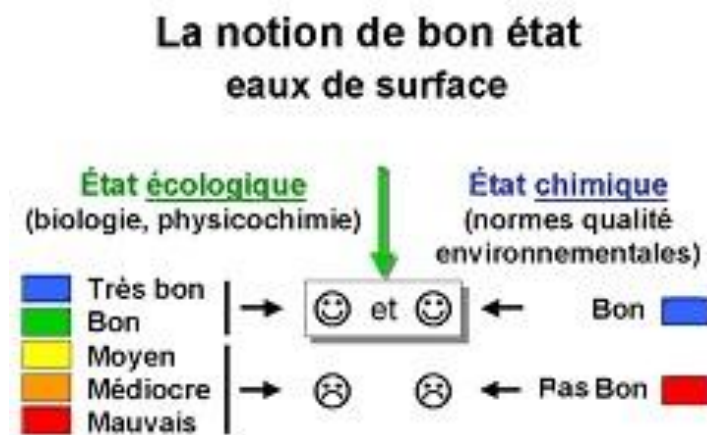 La notion de bon état
eaux de surface
État écologique
(biologie, physicochimie)
État chimique
(normes qualité
environnementales)
Très bon
Bon
Moyen
Médiocre
Mauvais
et
Bon
Pas Bon